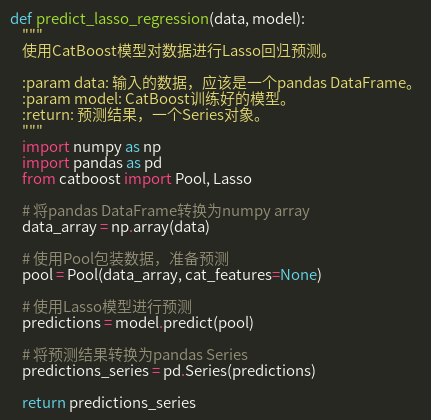 def predict_lasso_regression(data, model):
"""
使用CatBoost模型对数据进行Lasso回归预测。
:param data: 输入的数据，应该是一个pandas DataFrame。
:param model: CatBoost训练好的模型。
:return: 预测结果，一个Series对象。
"""
import numpy as np
import pandas as pd
from catboost import Pool, Lasso
# 将pandas DataFrame转换为numpy array
data_array = np.array(data)
# 使用Pool包装数据，准备预测
pool = Pool(data_array, cat_features=None)
# 使用Lasso模型进行预测
predictions = model.predict(pool)
# 将预测结果转换为pandas Series
predictions_series = pd.Series(predictions)
return predictions_series